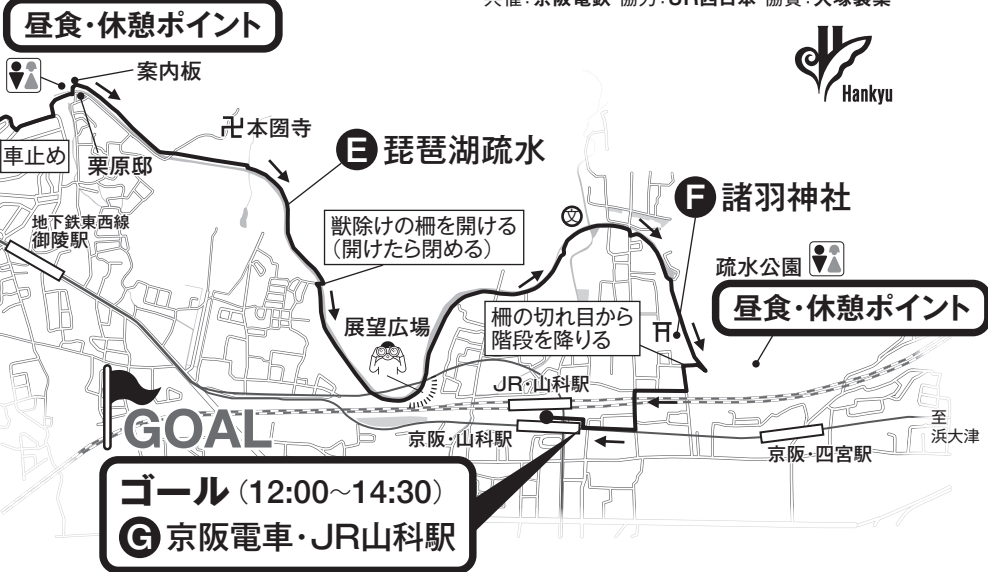 共催:京阪電鉄 協力:JR西日本 協賛:大塚製薬
昼食・休憩ポイント
案内板
Hankyu
卍本圀寺
車止め
栗原邸
E 琵琶湖疏水
F 諸羽神社
地下鉄東西線
御陵駅
獣除けの柵を開ける
(開けたら閉める)
疏水公園
昼食・休憩ポイント
展望広場
柵の切れ目から
階段を降りる
JR・山科駅
GOAL
京阪・山科駅
京阪・四宮駅
至
浜大津
ゴール(12:00〜14:30)
G 京阪電車・JR山科駅